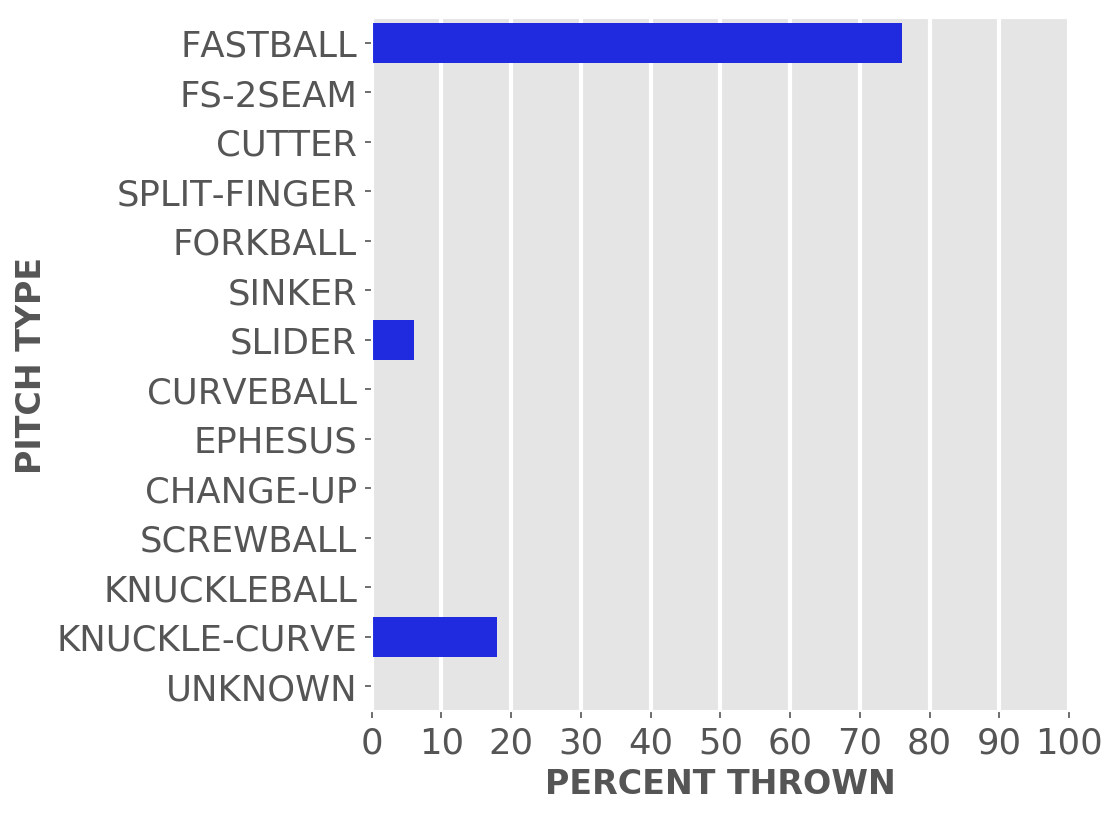 PITCH TYPE
FASTBALL
FS-2SEAM
CUTTER
SPLIT-FINGER
FORKBALL
SINKER
SLIDER
CURVEBALL
EPHESUS
CHANGE-UP
SCREWBALL
KNUCKLEBALL
KNUCKLE-CURVE
UNKNOWN
0 10 20 30 40 50 60 70 80 90 100
PERCENT THROWN